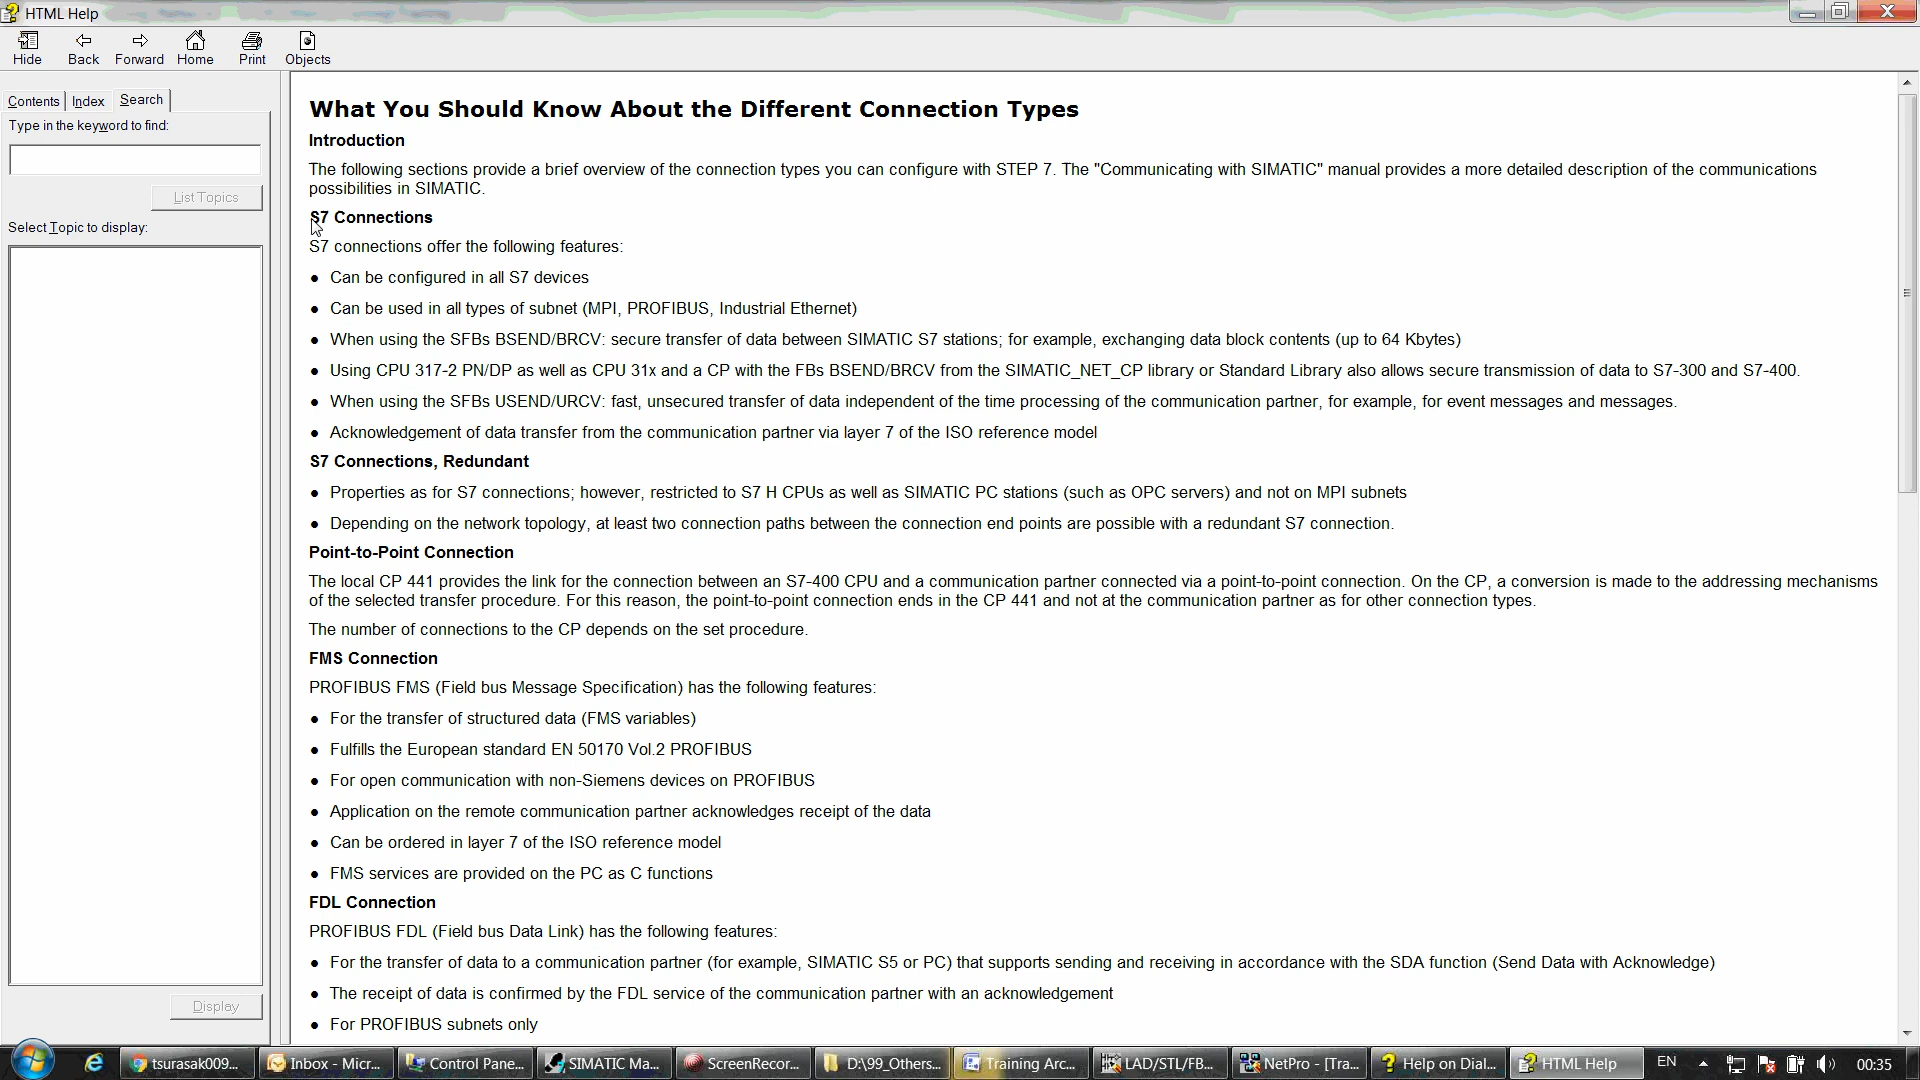 HTML Help
Hide Back Forward Home Print Objects
Contents Index Search
Type in the keyword to find:
List Topics
Select Topic to display:
Display
What You Should Know About the Different Connection Types
Introduction
The following sections provide a brief overview of the connection types you can configure with STEP 7. The "Communicating with SIMATIC" manual provides a more detailed description of the communications
possibilities in SIMATIC.
S7 Connections
S7 connections offer the following features:
● Can be configured in all S7 devices
● Can be used in all types of subnet (MPI, PROFIBUS, Industrial Ethernet)
● When using the SFBs BSEND/BRCV: secure transfer of data between SIMATIC S7 stations; for example, exchanging data block contents (up to 64 Kbytes)
● Using CPU 317-2 PN/DP as well as CPU 31x and a CP with the FBs BSEND/BRCV from the SIMATIC_NET_CP library or Standard Library also allows secure transmission of data to S7-300 and S7-400.
● When using the SFBs USEND/URCV: fast, unsecured transfer of data independent of the time processing of the communication partner, for example, for event messages and messages.
● Acknowledgement of data transfer from the communication partner via layer 7 of the ISO reference model
S7 Connections, Redundant
● Properties as for S7 connections; however, restricted to S7 H CPUs as well as SIMATIC PC stations (such as OPC servers) and not on MPI subnets
● Depending on the network topology, at least two connection paths between the connection end points are possible with a redundant S7 connection.
Point-to-Point Connection
The local CP 441 provides the link for the connection between an S7-400 CPU and a communication partner connected via a point-to-point connection. On the CP, a conversion is made to the addressing mechanisms
of the selected transfer procedure. For this reason, the point-to-point connection ends in the CP 441 and not at the communication partner as for other connection types.
The number of connections to the CP depends on the set procedure.
FMS Connection
PROFIBUS FMS (Field bus Message Specification) has the following features:
● For the transfer of structured data (FMS variables)
● Fulfills the European standard EN 50170 Vol.2 PROFIBUS
● For open communication with non-Siemens devices on PROFIBUS
● Application on the remote communication partner acknowledges receipt of the data
● Can be ordered in layer 7 of the ISO reference model
● FMS services are provided on the PC as C functions
FDL Connection
PROFIBUS FDL (Field bus Data Link) has the following features:
● For the transfer of data to a communication partner (for example, SIMATIC S5 or PC) that supports sending and receiving in accordance with the SDA function (Send Data with Acknowledge)
● The receipt of data is confirmed by the FDL service of the communication partner with an acknowledgement
● For PROFIBUS subnets only
tsurasak009... Inbox - Micr... Control Pane... SIMATIC Ma... ScreenRecor... D:\99_Others... Training Arc... LAD/STL/FB... NetPro - [Tra... Help on Dial... HTML Help EN 00:35